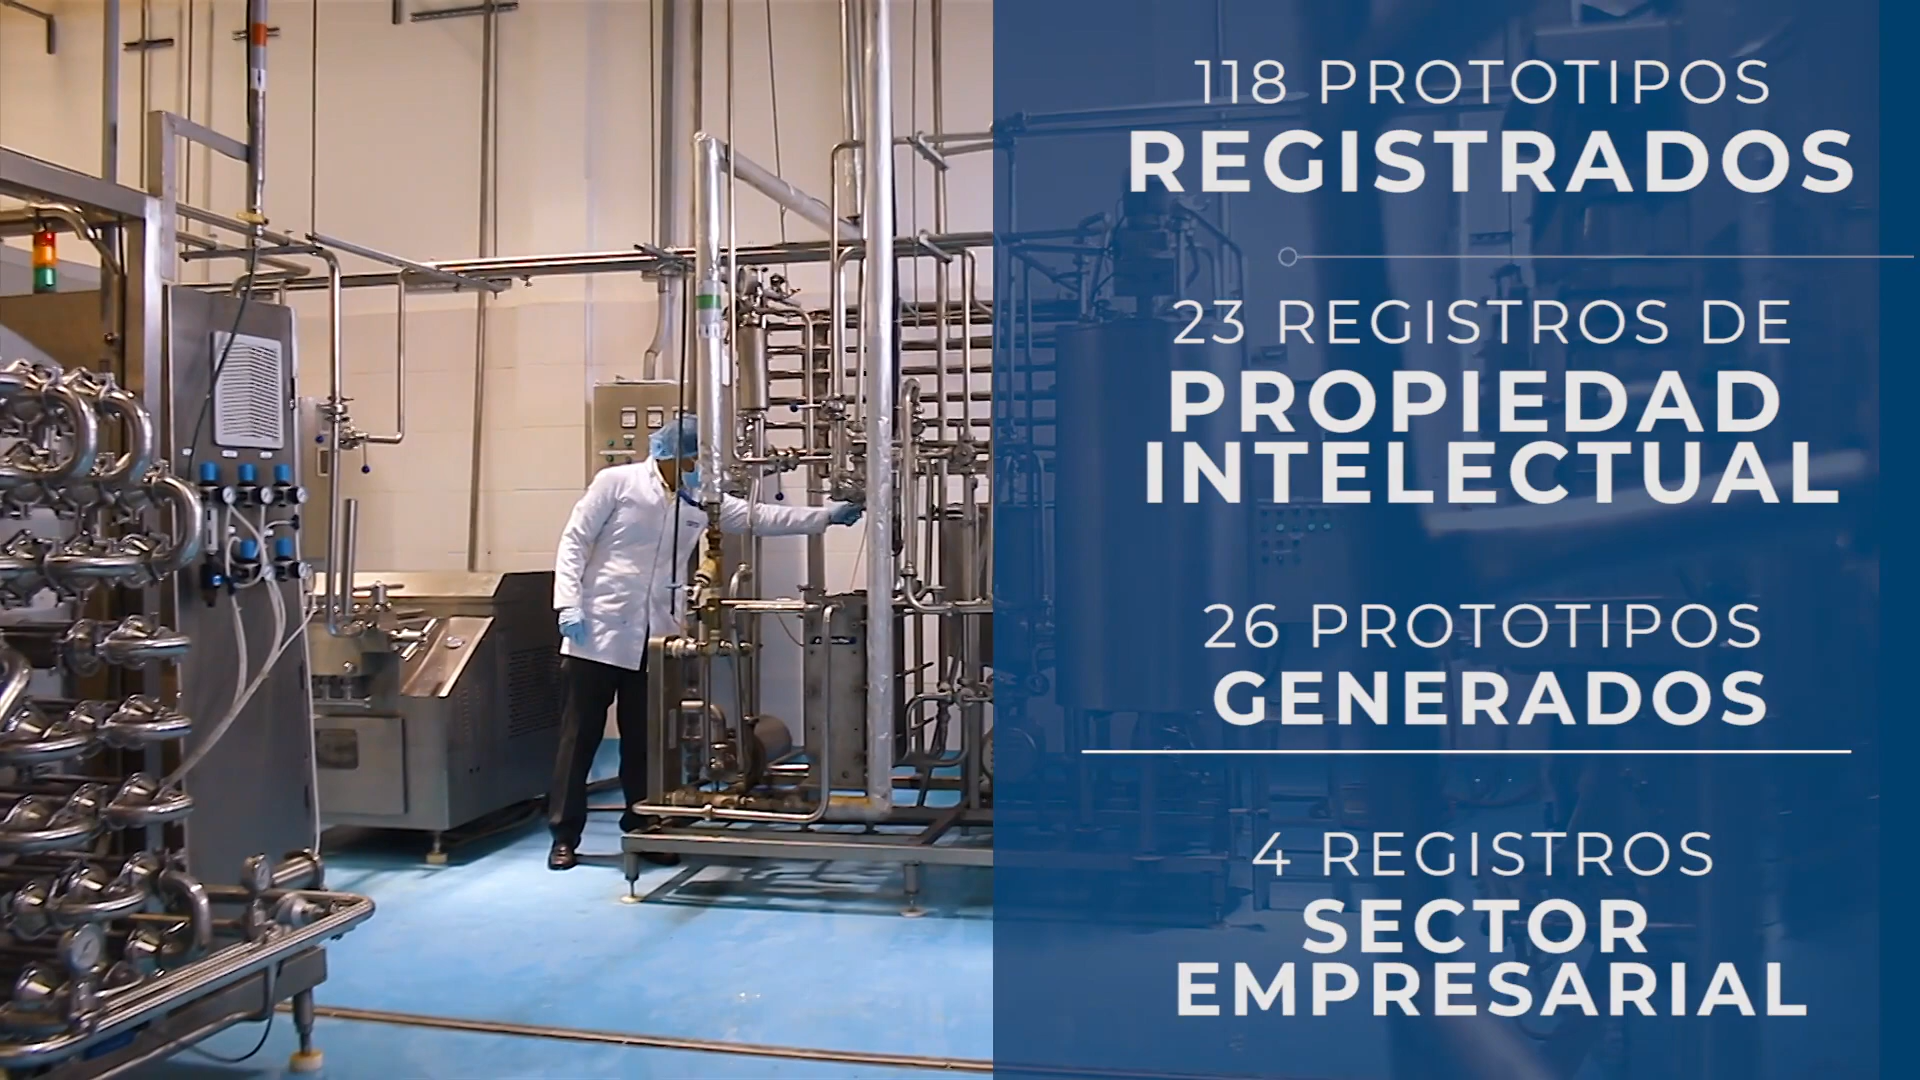 118 PROTOTIPOS
REGISTRADOS
23 REGISTROS DE
PROPIEDAD
INTELECTUAL
26 PROTOTIPOS
GENERADOS
4 REGISTROS
SECTOR
EMPRESARIAL